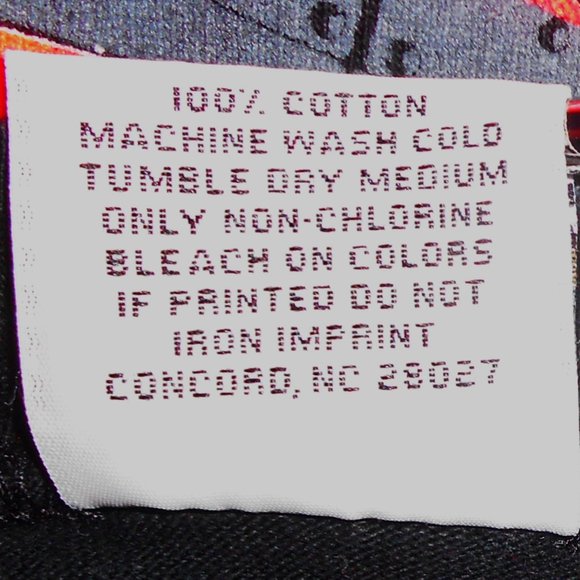 100% COTTON
MACHINE WASH COLD
TUMBLE DRY MEDIUM
ONLY NON-CHLORINE
BLEACH ON COLORS
IF PRINTED DO NOT
IRON IMPRINT
CONCORD, NC 28027